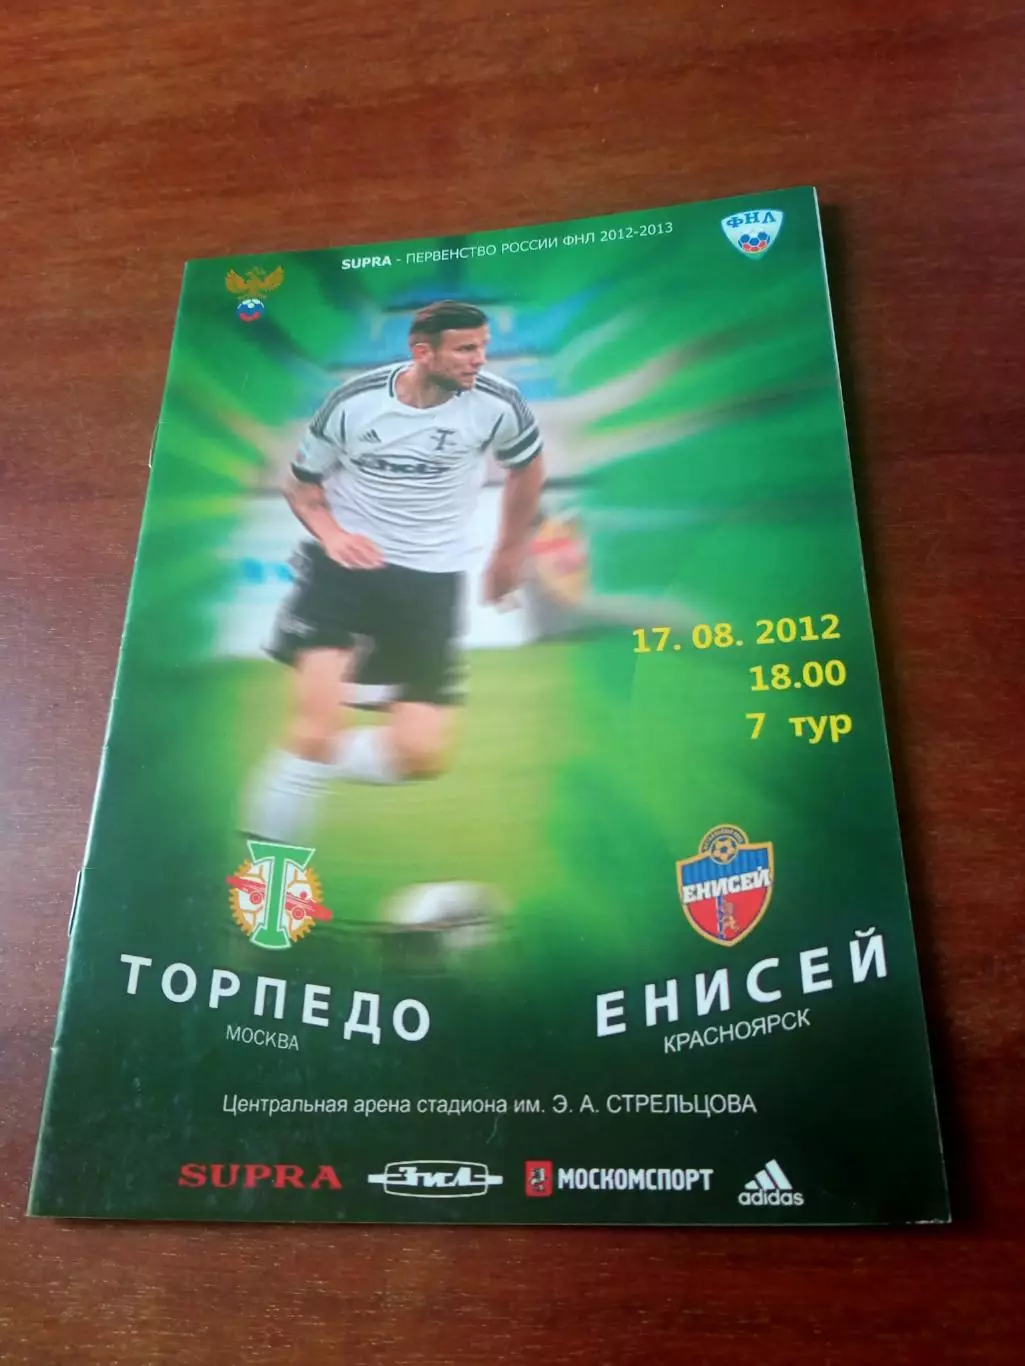 SUPRA - ПЕРВЕНСТВО РОССИИ ФНЛ 2012-2013
ФНЛ
ЗиЛ
17. 08. 2012
18.00
7 тур
ЕНИСЕЙ
ТОРПЕДО
МОСКВА
ЕНИСЕЙ
КРАСНОЯРСК
Центральная арена стадиона им. Э. А. СТРЕЛЬЦОВА
SUPRA ЗиЛ МОСКОМСПОРТ adidas